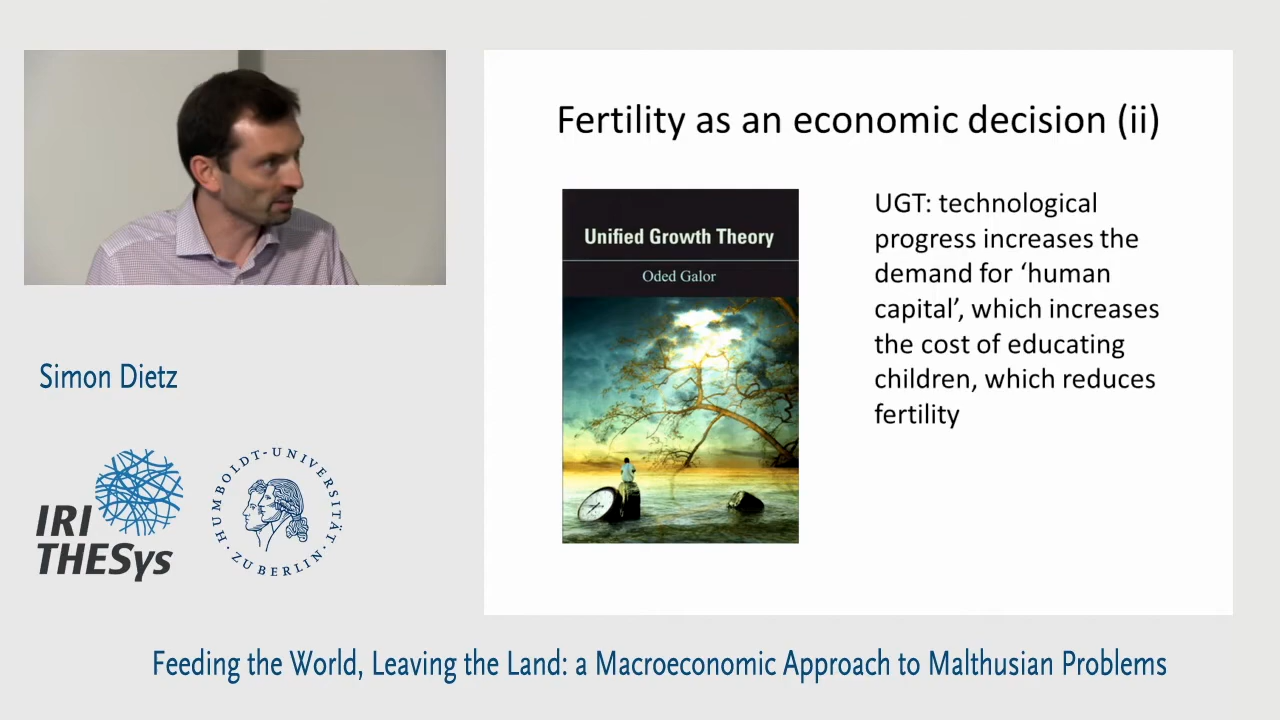 Fertility as an economic decision (ii)
Unified Growth Theory
Oded Galor
UGT: technological
progress increases the
demand for ‘human
capital’, which increases
the cost of educating
children, which reduces
fertility
Simon Dietz
IRI
THESys
HUMBOLDT-UNIVERSITÄT
· ZU BERLIN ·
Feeding the World, Leaving the Land: a Macroeconomic Approach to Malthusian Problems